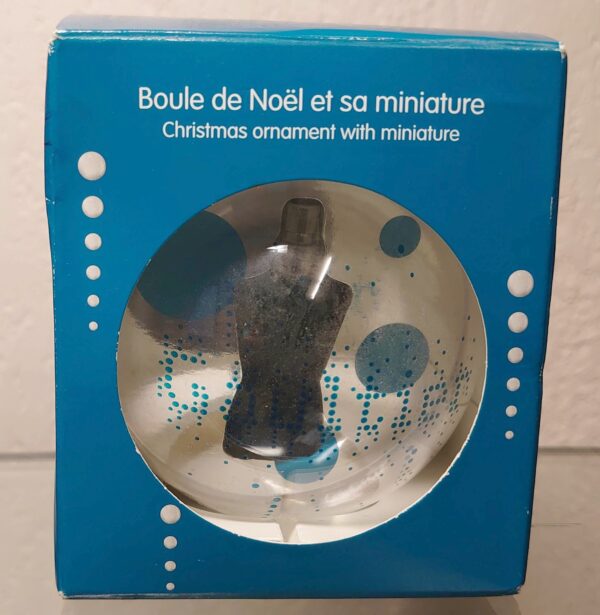 Boule de Noël et sa miniature
Christmas ornament with miniature